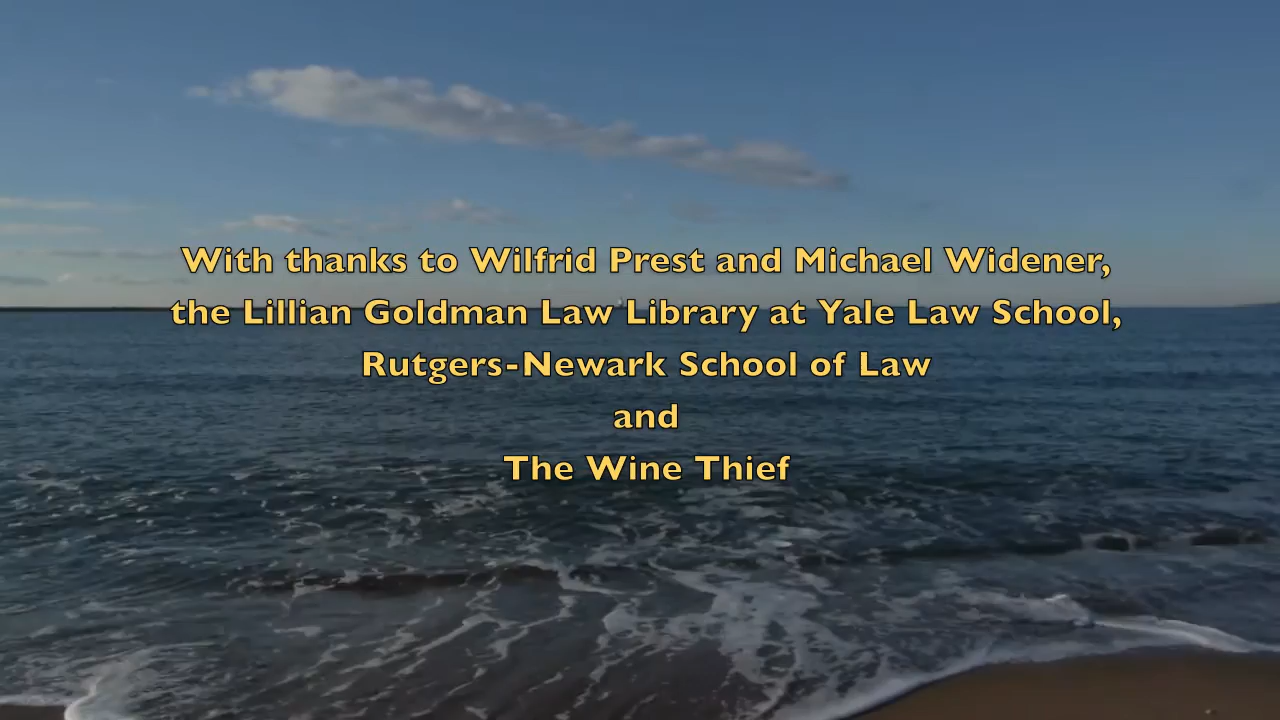 With thanks to Wilfrid Prest and Michael Widener,
the Lillian Goldman Law Library at Yale Law School,
Rutgers-Newark School of Law
and
The Wine Thief